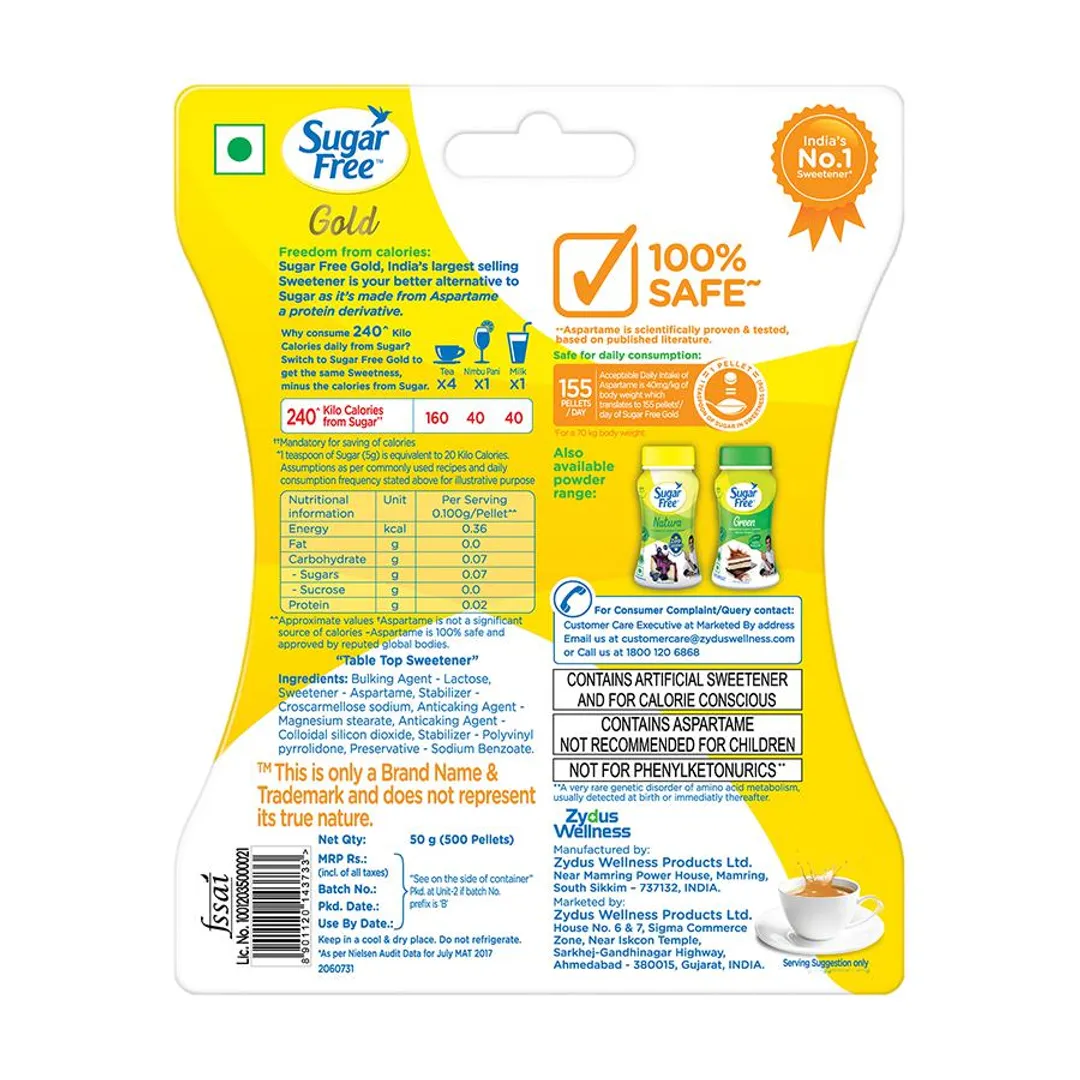 Sugar
Free™
Gold
Freedom from calories:
Sugar Free Gold, India's largest selling
Sweetener is your better alternative to
Sugar as it's made from Aspartame
a protein derivative.
Why consume 240^ Kilo
Calories daily from Sugar?
Switch to Sugar Free Gold to
get the same Sweetness,
minus the calories from Sugar.
Tea Nimbu Pani Milk
X4 X1 X1
240^ Kilo Calories
from Sugar††
160 40 40
††Mandatory for saving of calories
^1 teaspoon of Sugar (5g) is equivalent to 20 Kilo Calories.
Assumptions as per commonly used recipes and daily
consumption frequency stated above for illustrative purpose
Nutritional information Unit Per Serving 0.100g/Pellet^^
Energy kcal 0.36
Fat g 0.0
Carbohydrate g 0.07
- Sugars g 0.07
- Sucrose g 0.0
Protein g 0.02
^^Approximate values †Aspartame is not a significant
source of calories ~Aspartame is 100% safe and
approved by reputed global bodies.
"Table Top Sweetener"
Ingredients: Bulking Agent - Lactose,
Sweetener - Aspartame, Stabilizer -
Croscarmellose sodium, Anticaking Agent -
Magnesium stearate, Anticaking Agent -
Colloidal silicon dioxide, Stabilizer - Polyvinyl
pyrrolidone, Preservative - Sodium Benzoate.
TM This is only a Brand Name &
Trademark and does not represent
its true nature.
Net Qty: 50 g (500 Pellets)
MRP Rs.:
(incl. of all taxes)
Batch No.:
Pkd. Date.:
Use By Date.:
"See on the side of container"
Pkd. at Unit-2 if batch No.
prefix is 'B'
Keep in a cool & dry place. Do not refrigerate.
*As per Nielsen Audit Data for July MAT 2017
2060731
fssai
Lic. No. 10012035000021
8 901120 143733 >
India's
No.1
Sweetener*
100%
SAFE~
**Aspartame is scientifically proven & tested,
based on published literature.
Safe for daily consumption:
155
PELLETS
/ DAY
Acceptable Daily Intake of
Aspartame is 40mg/kg of
body weight which
translates to 155 pellets†/
day of Sugar Free Gold
1 PELLET =
1 TEASPOON OF SUGAR IN SWEETNESS (5G)
†For a 70 kg body weight.
Also
available
powder
range:
Sugar
Free
Natura
Sugar
Free
Green
For Consumer Complaint/Query contact:
Customer Care Executive at Marketed By address
Email us at customercare@zyduswellness.com
or Call us at 1800 120 6868
CONTAINS ARTIFICIAL SWEETENER
AND FOR CALORIE CONSCIOUS
CONTAINS ASPARTAME
NOT RECOMMENDED FOR CHILDREN
NOT FOR PHENYLKETONURICS**
**A very rare genetic disorder of amino acid metabolism,
usually detected at birth or immediatly thereafter.
Zydus
Wellness
Manufactured by:
Zydus Wellness Products Ltd.
Near Mamring Power House, Mamring,
South Sikkim – 737132, INDIA.
Marketed by:
Zydus Wellness Products Ltd.
House No. 6 & 7, Sigma Commerce
Zone, Near Iskcon Temple,
Sarkhej-Gandhinagar Highway,
Ahmedabad - 380015, Gujarat, INDIA.
Serving Suggestion only